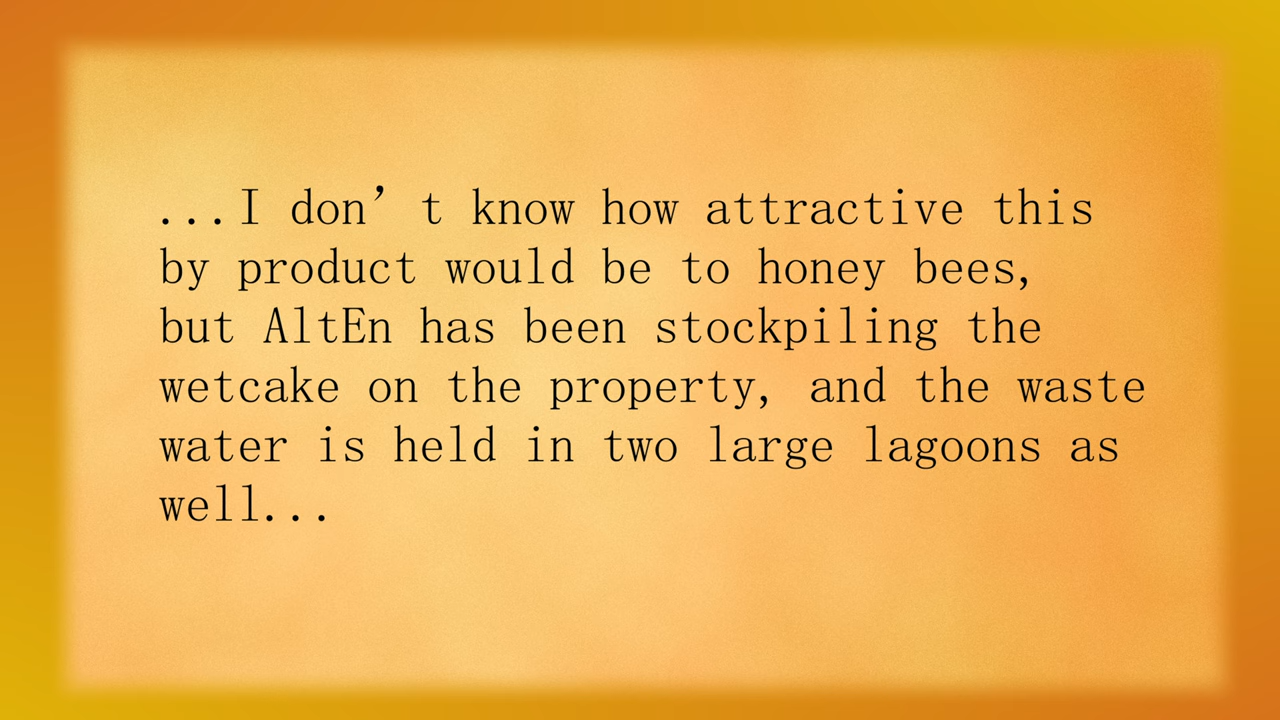 ...I don’t know how attractive this
by product would be to honey bees,
but AltEn has been stockpiling the
wetcake on the property, and the waste
water is held in two large lagoons as
well...